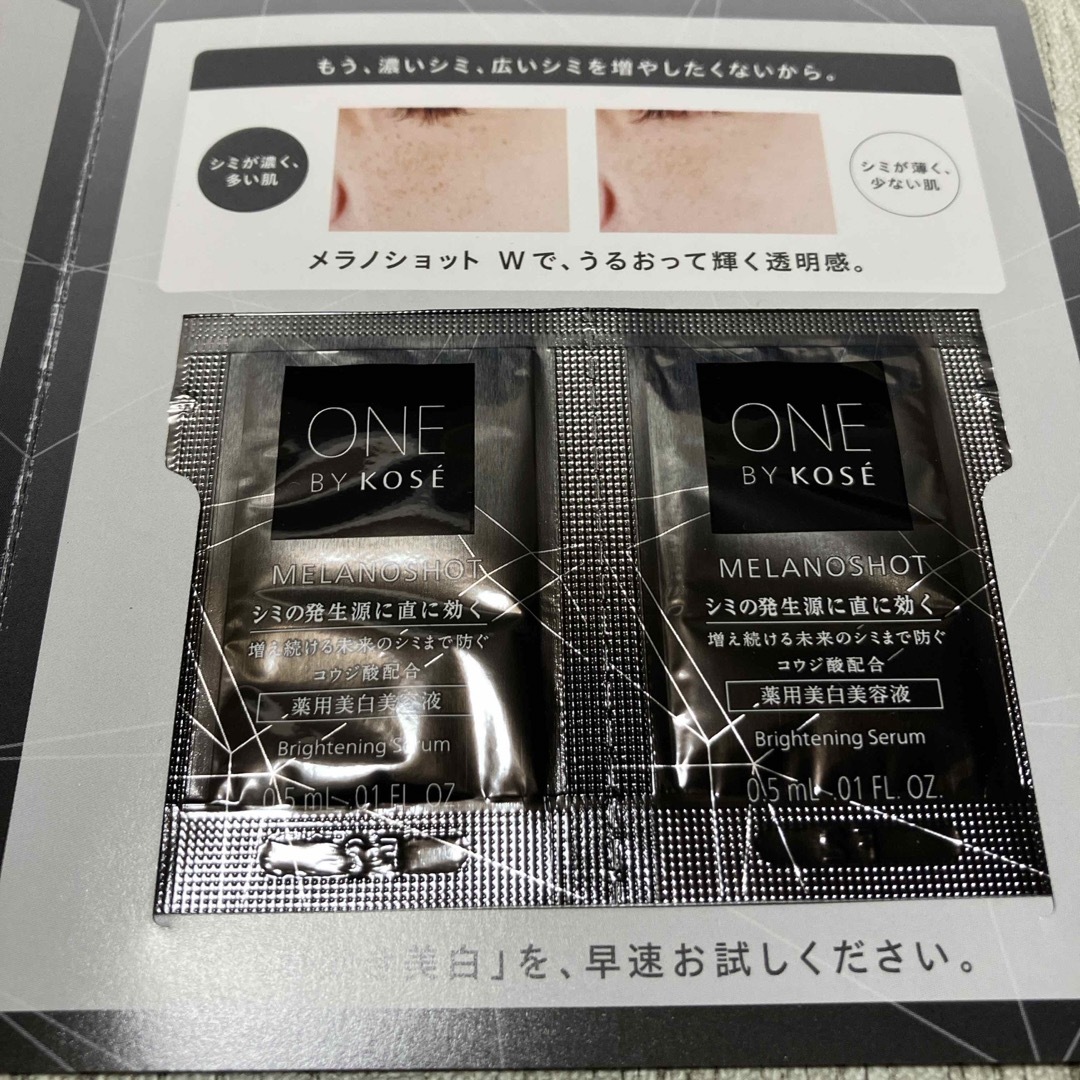 もう、濃いシミ、広いシミを増やしたくないから。
シミが濃く、
多い肌
シミが薄く、
少ない肌
メラノショット Wで、うるおって輝く透明感。
ONE
BY KOSÉ
MELANOSHOT
シミの発生源に直に効く
増え続ける未来のシミまで防ぐ
コウジ酸配合
薬用美白美容液
Brightening Serum
0.5 mL .01 FL. OZ.
ONE
BY KOSÉ
MELANOSHOT
シミの発生源に直に効く
増え続ける未来のシミまで防ぐ
コウジ酸配合
薬用美白美容液
Brightening Serum
0.5 mL .01 FL. OZ.
美白」を、早速お試しください。